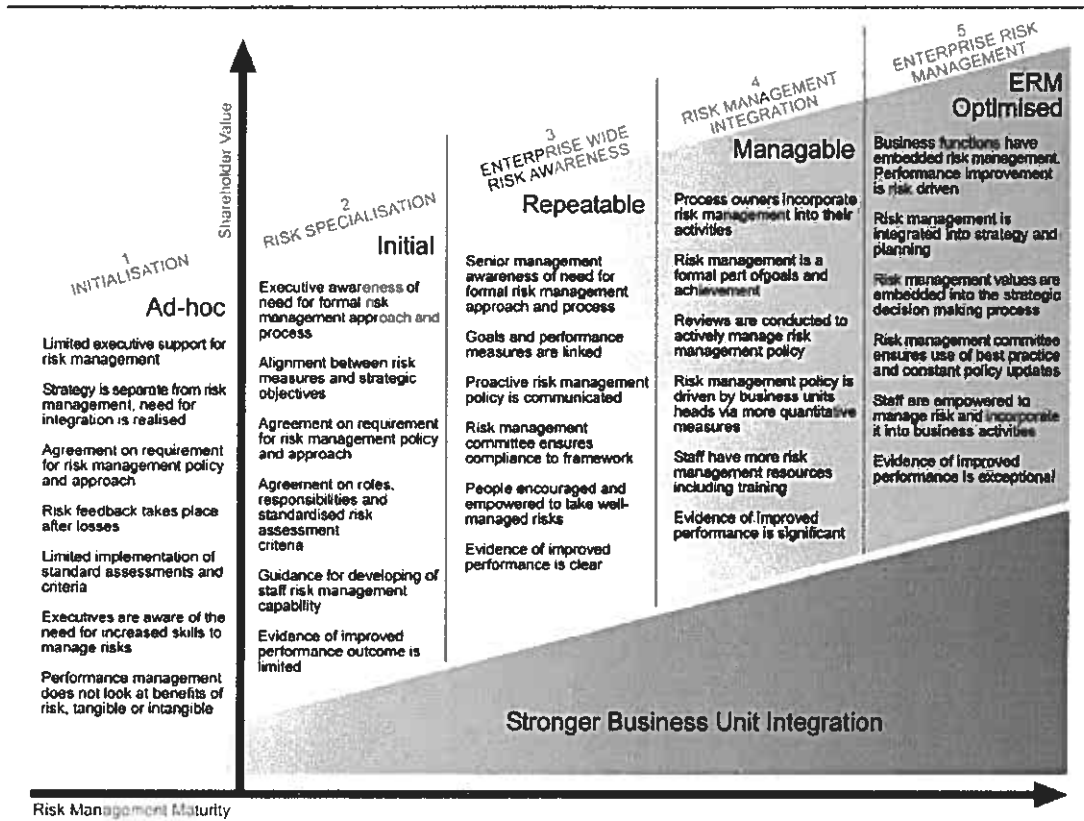 Shareholder Value
1
INITIALISATION
Ad-hoc
Limited executive support for
risk management
Strategy is separate from risk
management, need for
integration is realised
Agreement on requirement
for risk management policy
and approach
Risk feedback takes place
after losses
Limited implementation of
standard assessments and
criteria
Executives are aware of the
need for increased skills to
manage risks
Performance management
does not look at benefits of
risk, tangible or intangible
2
RISK SPECIALISATION
Initial
Executive awareness of
need for formal risk
management approach and
process
Alignment between risk
measures and strategic
objectives
Agreement on requirement
for risk management policy
and approach
Agreement on roles,
responsibilities and
standardised risk
assessment
criteria
Guidance for developing of
staff risk management
capability
Evidence of improved
performance outcome is
limited
3
ENTERPRISE WIDE
RISK AWARENESS
Repeatable
Senior management
awareness of need for
formal risk management
approach and process
Goals and performance
measures are linked
Proactive risk management
policy is communicated
Risk management
committee ensures
compliance to framework
People encouraged and
empowered to take well-
managed risks
Evidence of improved
performance is clear
4
RISK MANAGEMENT
INTEGRATION
Managable
Process owners incorporate
risk management into their
activities
Risk management is a
formal part ofgoals and
achievement
Reviews are conducted to
actively manage risk
management policy
Risk management policy is
driven by business units
heads via more quantitative
measures
Staff have more risk
management resources
including training
Evidence of improved
performance is significant
5
ENTERPRISE RISK
MANAGEMENT
ERM
Optimised
Business functions have
embedded risk management.
Performance improvement
is risk driven
Risk management is
integrated into strategy and
planning
Risk management values are
embedded into the strategic
decision making process
Risk management committee
ensures use of best practice
and constant policy updates
Staff are empowered to
manage risk and incorporate
it into business activities
Evidence of improved
performance is exceptional
Stronger Business Unit Integration
Risk Management Maturity